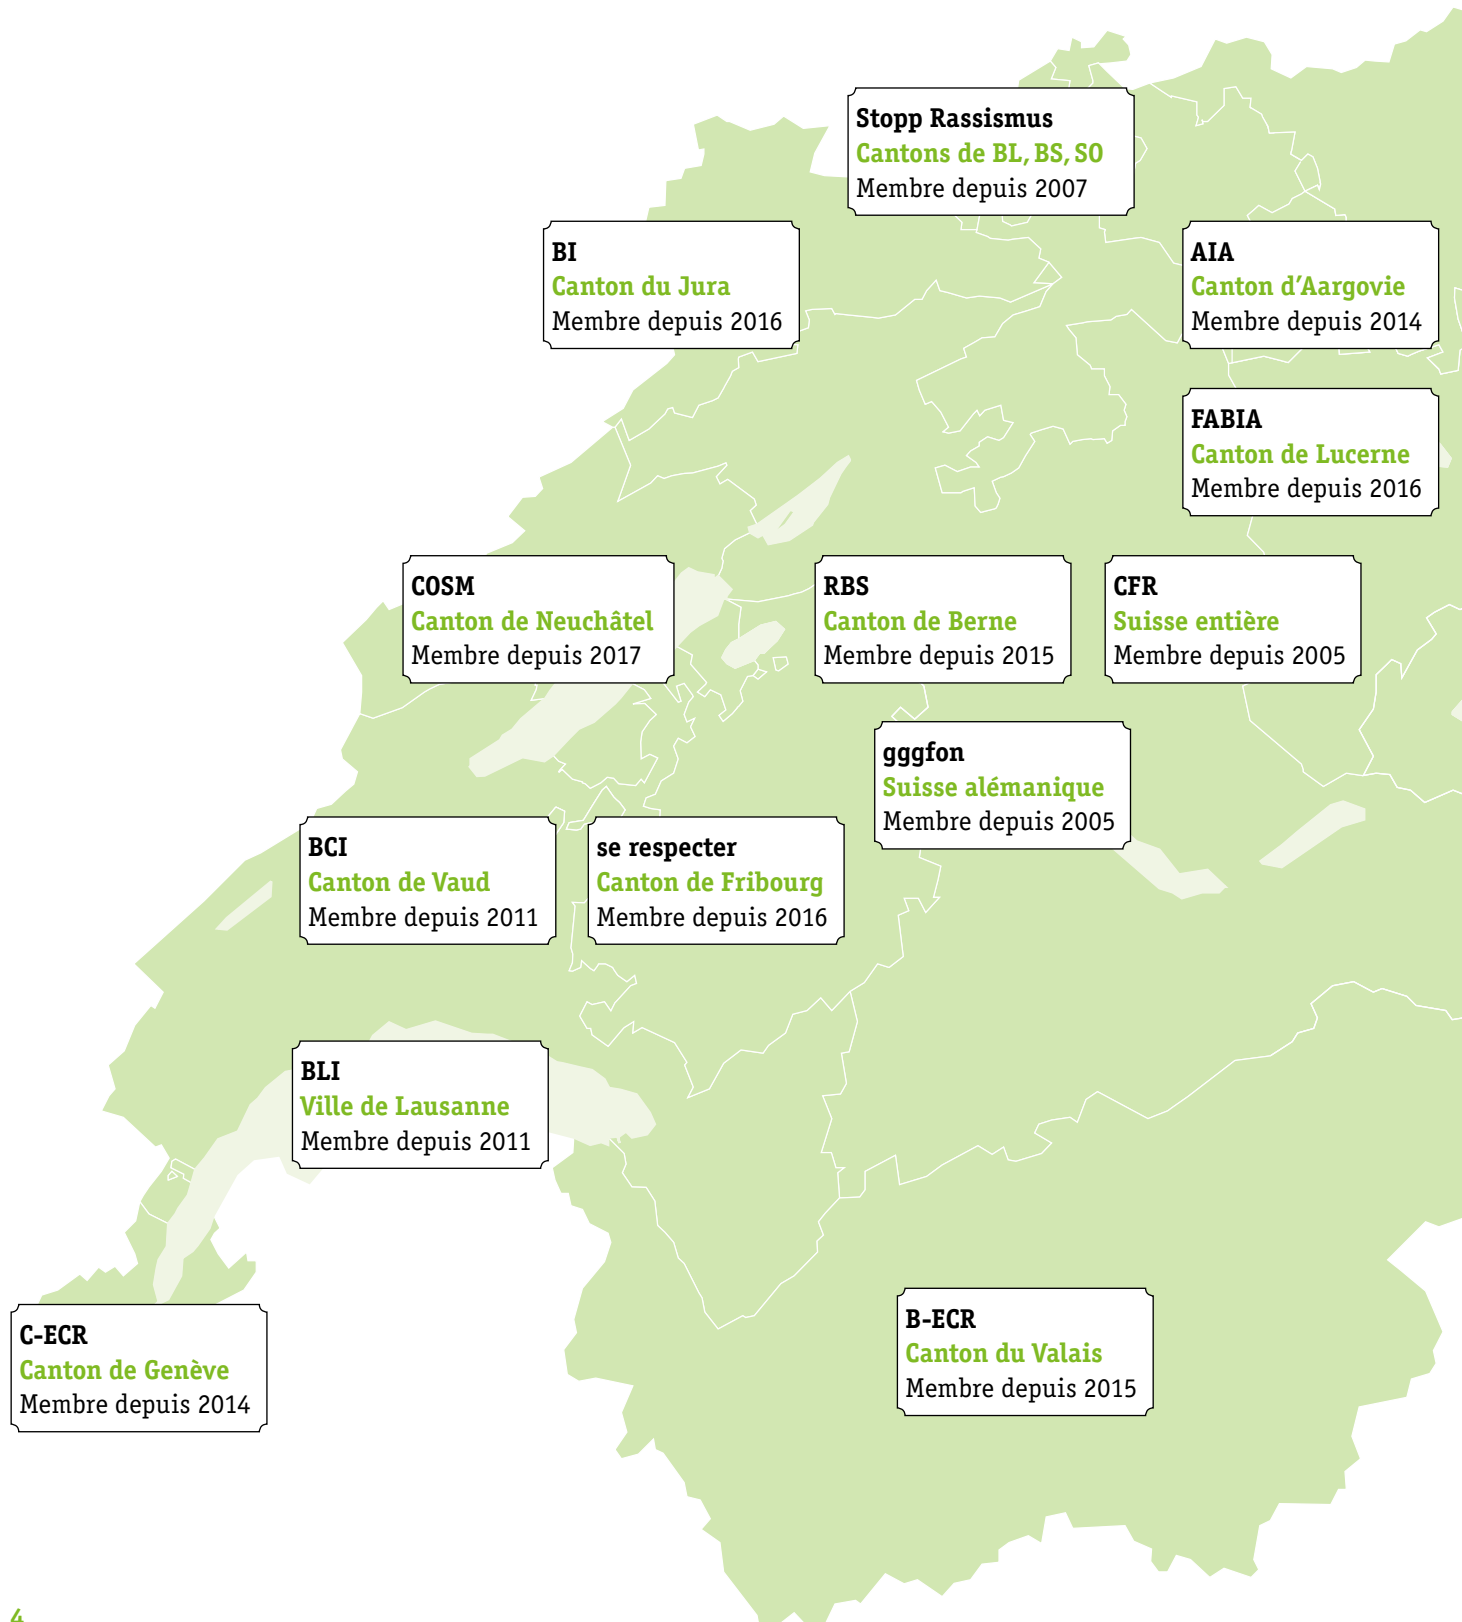 Stopp Rassismus
Cantons de BL, BS, SO
Membre depuis 2007
BI
Canton du Jura
Membre depuis 2016
AIA
Canton d'Aargovie
Membre depuis 2014
FABIA
Canton de Lucerne
Membre depuis 2016
COSM
Canton de Neuchâtel
Membre depuis 2017
RBS
Canton de Berne
Membre depuis 2015
CFR
Suisse entière
Membre depuis 2005
gggfon
Suisse alémanique
Membre depuis 2005
BCI
Canton de Vaud
Membre depuis 2011
se respecter
Canton de Fribourg
Membre depuis 2016
BLI
Ville de Lausanne
Membre depuis 2011
C-ECR
Canton de Genève
Membre depuis 2014
B-ECR
Canton du Valais
Membre depuis 2015
4